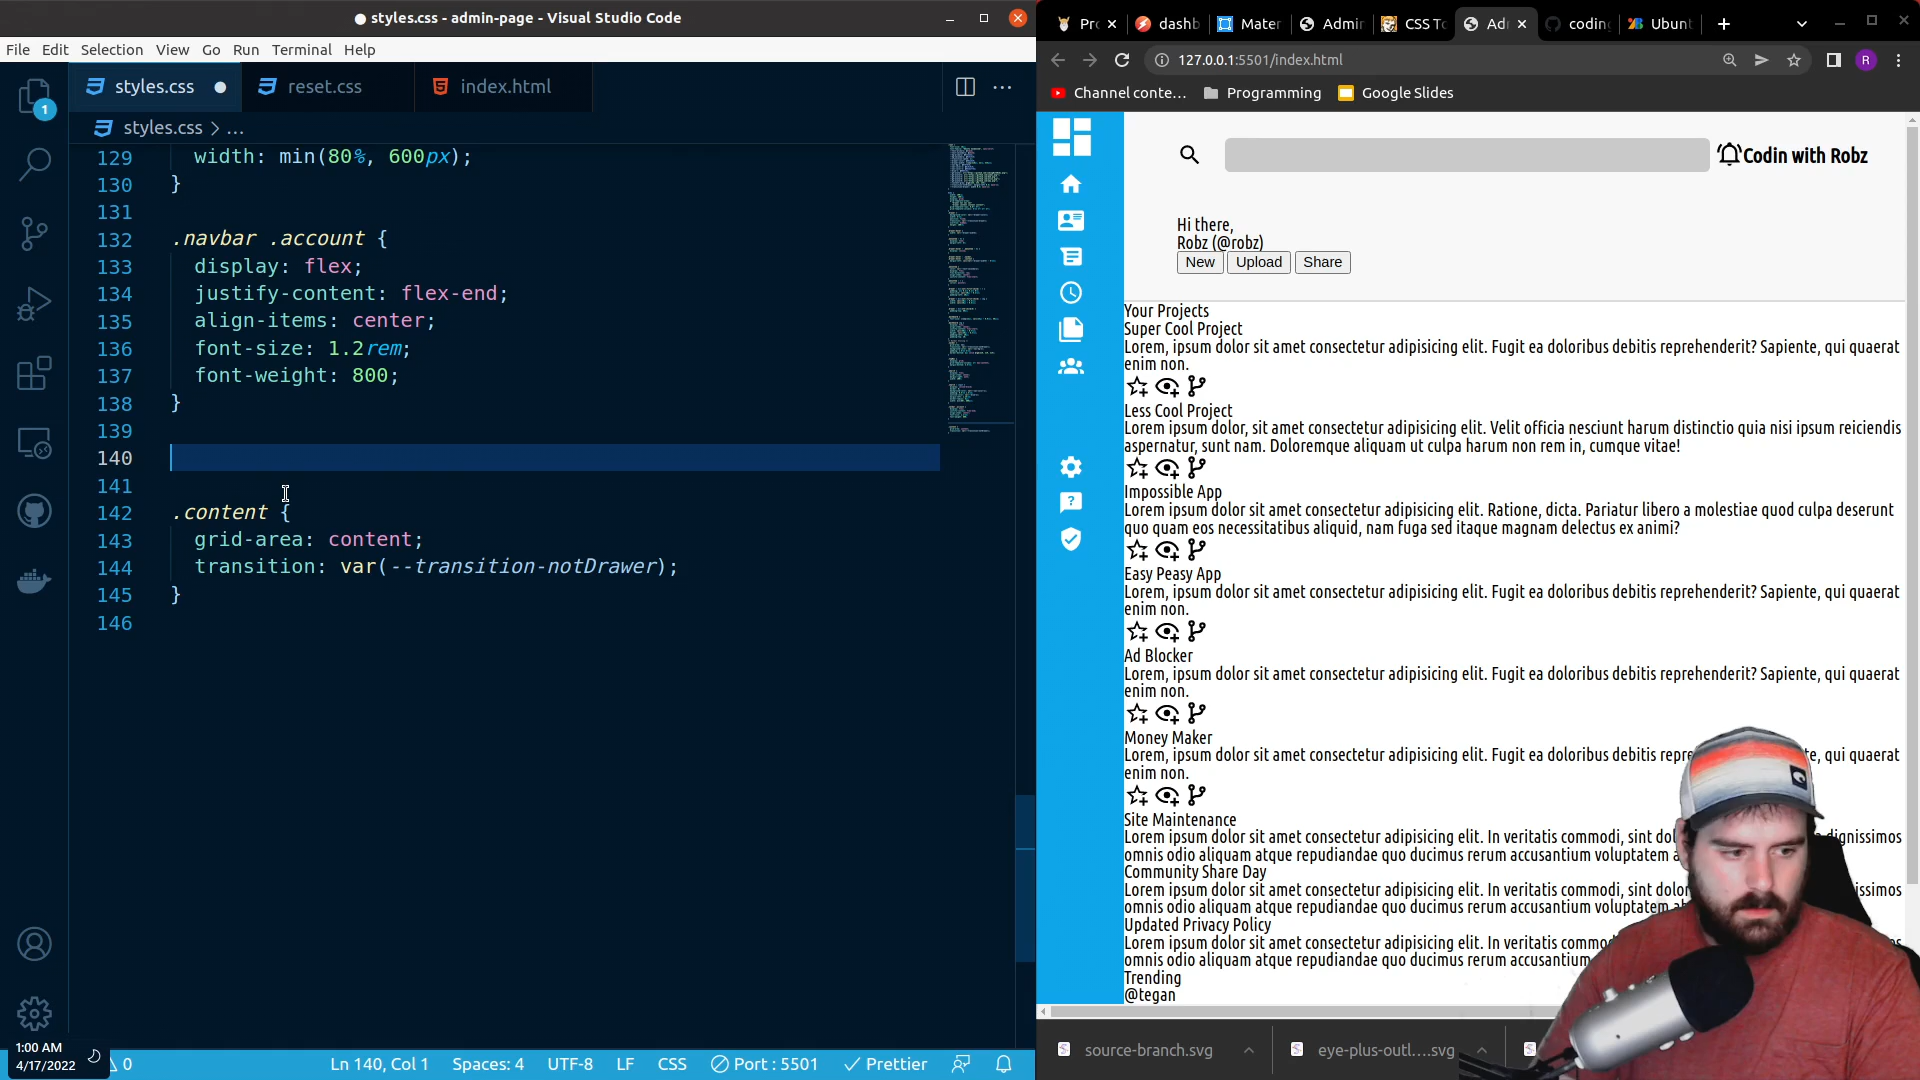 styles.css - admin-page - Visual Studio Code
File Edit Selection View Go Run Terminal Help
styles.css reset.css index.html
styles.css > ...
129 width: min(80%, 600px);
130 }
131
132 .navbar .account {
133 display: flex;
134 justify-content: flex-end;
135 align-items: center;
136 font-size: 1.2rem;
137 font-weight: 800;
138 }
139
140
141
142 .content {
143 grid-area: content;
144 transition: var(--transition-notDrawer);
145 }
146
1
1:00 AM
4/17/2022
0
Ln 140, Col 1 Spaces: 4 UTF-8 LF CSS Port : 5501 Prettier
Pro dashb Mater Admi CSS To Ad coding Ubunt
127.0.0.1:5501/index.html
R
Channel conte... Programming Google Slides
Codin with Robz
Hi there,
Robz (@robz)
New Upload Share
Your Projects
Super Cool Project
Lorem, ipsum dolor sit amet consectetur adipisicing elit. Fugit ea doloribus debitis reprehenderit? Sapiente, qui quaerat
enim non.
Less Cool Project
Lorem ipsum dolor, sit amet consectetur adipisicing elit. Velit officia nesciunt harum distinctio quia nisi ipsum reiciendis
aspernatur, sunt nam. Doloremque aliquam ut culpa harum non rem in, cumque vitae!
Impossible App
Lorem ipsum dolor sit amet consectetur adipisicing elit. Ratione, dicta. Pariatur libero a molestiae quod culpa deserunt
quo quam eos necessitatibus aliquid, nam fuga sed itaque magnam delectus ex animi?
Easy Peasy App
Lorem, ipsum dolor sit amet consectetur adipisicing elit. Fugit ea doloribus debitis reprehenderit? Sapiente, qui quaerat
enim non.
Ad Blocker
Lorem, ipsum dolor sit amet consectetur adipisicing elit. Fugit ea doloribus debitis reprehenderit? Sapiente, qui quaerat
enim non.
Money Maker
Lorem, ipsum dolor sit amet consectetur adipisicing elit. Fugit ea doloribus debitis repre te, qui quaerat
enim non.
Site Maintenance
Lorem ipsum dolor sit amet consectetur adipisicing elit. In veritatis commodi, sint dol dignissimos
omnis odio aliquam atque repudiandae quo ducimus rerum accusantium voluptatem a
Community Share Day
Lorem ipsum dolor sit amet consectetur adipisicing elit. In veritatis commodi, sint dolor issimos
omnis odio aliquam atque repudiandae quo ducimus rerum accusantium voluptatem
Updated Privacy Policy
Lorem ipsum dolor sit amet consectetur adipisicing elit. In veritatis commo
omnis odio aliquam atque repudiandae quo ducimus rerum accusantium
Trending
@tegan
source-branch.svg eye-plus-outl....svg